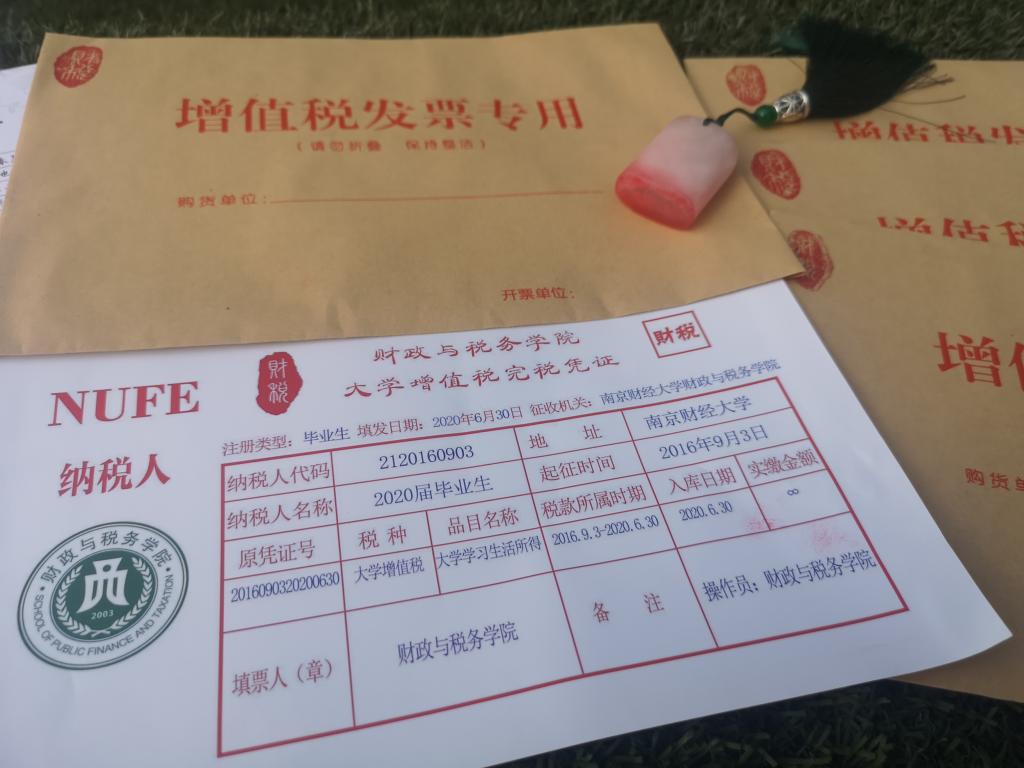 增值税发票专用
（请勿折叠 保持整洁）
购货单位：
开票单位：
增值税发
增值税发
增值
购货单
NUFE
纳税人
财政与税务学院
SCHOOL OF PUBLIC FINANCE AND TAXATION
2003
财税
财政与税务学院
大学增值税完税凭证
财税
注册类型：毕业生 填发日期：2020年6月30日 征收机关：南京财经大学财政与税务学院
纳税人代码 2120160903 地 址 南京财经大学
纳税人名称 2020届毕业生 起征时间 2016年9月3日
原凭证号 税 种 品目名称 税款所属时期 入库日期 实缴金额
2016090320200630 大学增值税 大学学习生活所得 2016.9.3-2020.6.30 2020.6.30 ∞
填票人（章） 财政与税务学院 备 注 操作员：财政与税务学院